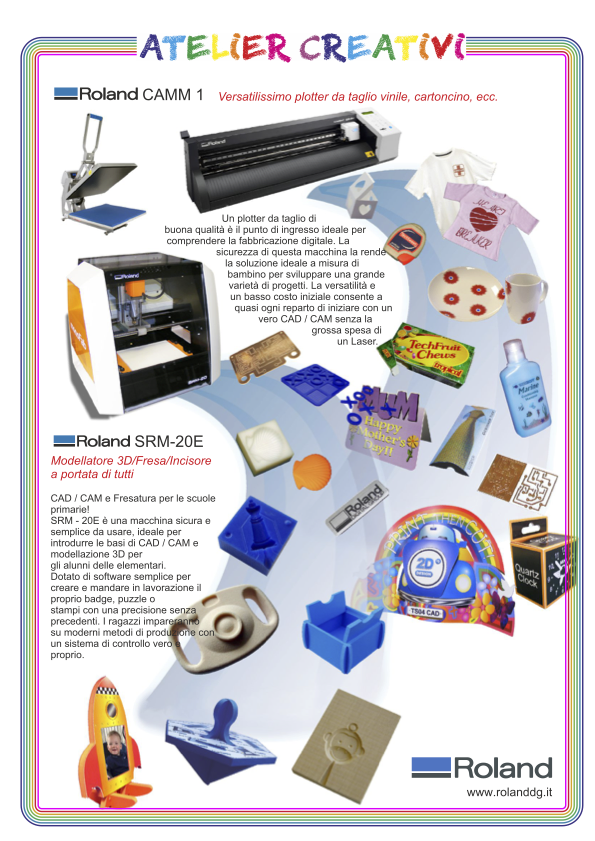 ATELIER CREATIVI
Roland CAMM 1 Versatilissimo plotter da taglio vinile, cartoncino, ecc.
Un plotter da taglio di
buona qualità è il punto di ingresso ideale per
comprendere la fabbricazione digitale. La
sicurezza di questa macchina la rende
la soluzione ideale a misura di
bambino per sviluppare una grande
varietà di progetti. La versatilità e
un basso costo iniziale consente a
quasi ogni reparto di iniziare con un
vero CAD / CAM senza la
grossa spesa di
un Laser.
Roland
TechFruit
Chews
tropical
Marine
MUM
Happy
Mother's
Day!!
Roland SRM-20E
Modellatore 3D/Fresa/Incisore
a portata di tutti
CAD / CAM e Fresatura per le scuole
primarie!
SRM - 20E è una macchina sicura e
semplice da usare, ideale per
introdurre le basi di CAD / CAM e
modellazione 3D per
gli alunni delle elementari.
Dotato di software semplice per
creare e mandare in lavorazione il
proprio badge, puzzle o
stampi con una precisione senza
precedenti. I ragazzi impareranno
su moderni metodi di produzione con
un sistema di controllo vero e
proprio.
Roland
2D
TS04 CAD
Quartz
Clock
Roland
www.rolanddg.it